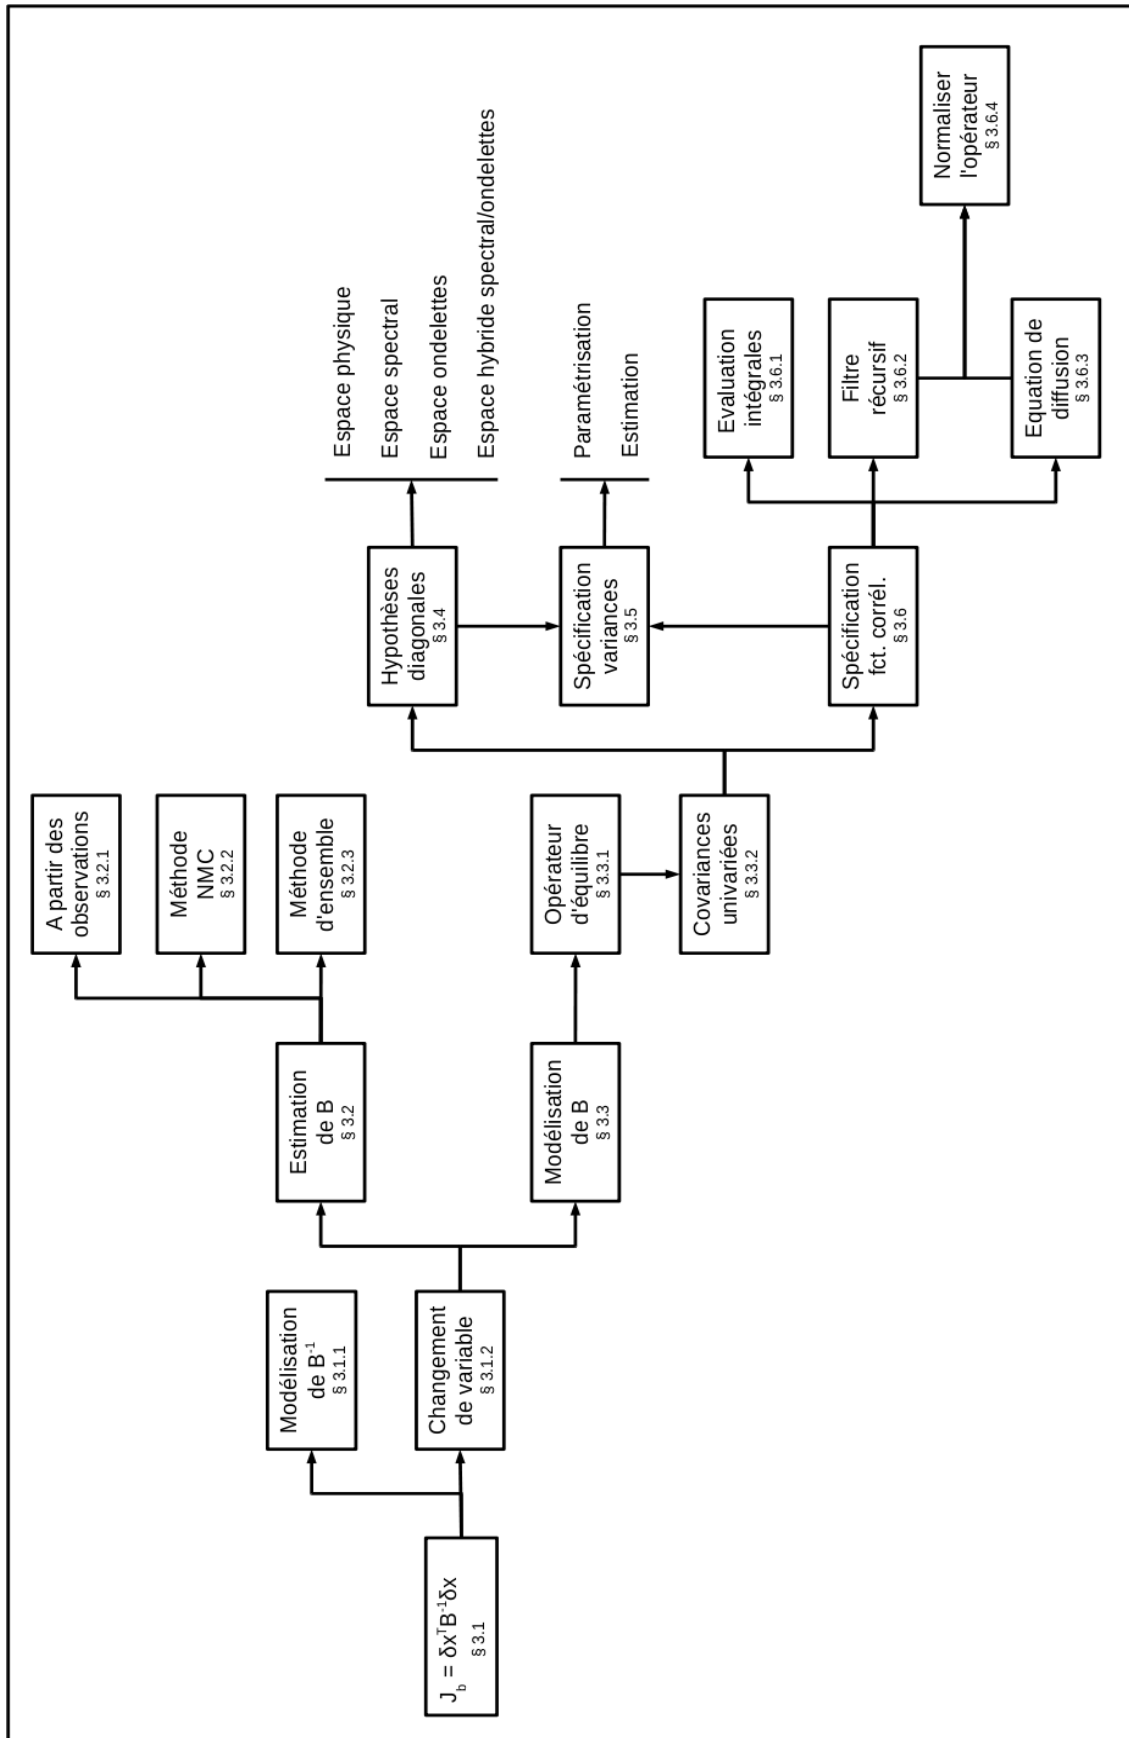 J_b = δx^T B^-1 δx
§ 3.1
Modélisation
de B^-1
§ 3.1.1
Changement
de variable
§ 3.1.2
Estimation
de B
§ 3.2
Modélisation
de B
§ 3.3
A partir des
observations
§ 3.2.1
Méthode
NMC
§ 3.2.2
Méthode
d'ensemble
§ 3.2.3
Opérateur
d'équilibre
§ 3.3.1
Covariances
univariées
§ 3.3.2
Hypothèses
diagonales
§ 3.4
Spécification
variances
§ 3.5
Spécification
fct. corrél.
§ 3.6
Espace physique
Espace spectral
Espace ondelettes
Espace hybride spectral/ondelettes
Paramétrisation
Estimation
Evaluation
intégrales
§ 3.6.1
Filtre
récursif
§ 3.6.2
Equation de
diffusion
§ 3.6.3
Normaliser
l'opérateur
§ 3.6.4